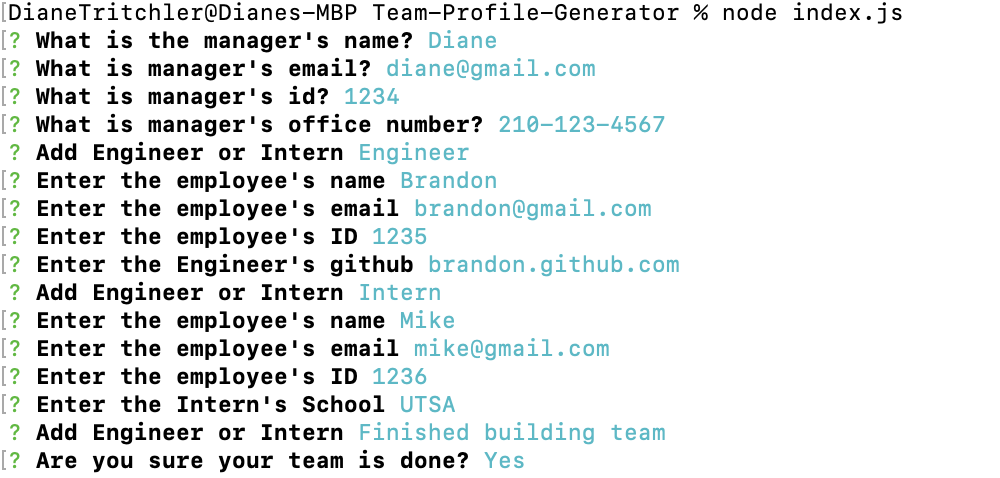 [DianeTritchler@Dianes-MBP Team-Profile-Generator % node index.js
[? What is the manager's name? Diane
[? What is manager's email? diane@gmail.com
[? What is manager's id? 1234
[? What is manager's office number? 210-123-4567
? Add Engineer or Intern Engineer
[? Enter the employee's name Brandon
[? Enter the employee's email brandon@gmail.com
[? Enter the employee's ID 1235
[? Enter the Engineer's github brandon.github.com
? Add Engineer or Intern Intern
[? Enter the employee's name Mike
[? Enter the employee's email mike@gmail.com
[? Enter the employee's ID 1236
[? Enter the Intern's School UTSA
? Add Engineer or Intern Finished building team
[? Are you sure your team is done? Yes